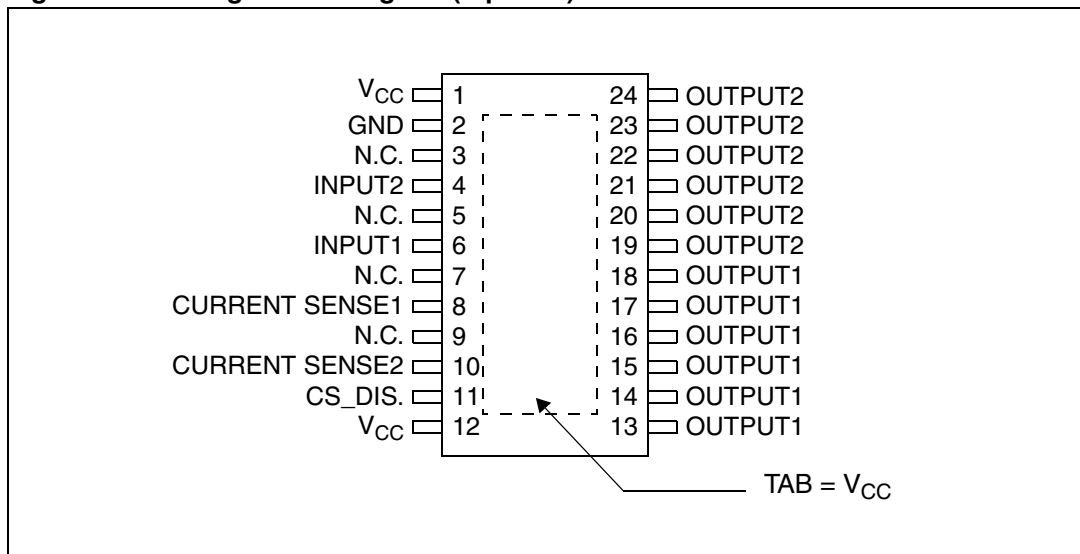 V_CC 1 24 OUTPUT2
GND 2 23 OUTPUT2
N.C. 3 22 OUTPUT2
INPUT2 4 21 OUTPUT2
N.C. 5 20 OUTPUT2
INPUT1 6 19 OUTPUT2
N.C. 7 18 OUTPUT1
CURRENT SENSE1 8 17 OUTPUT1
N.C. 9 16 OUTPUT1
CURRENT SENSE2 10 15 OUTPUT1
CS_DIS. 11 14 OUTPUT1
V_CC 12 13 OUTPUT1
TAB = V_CC